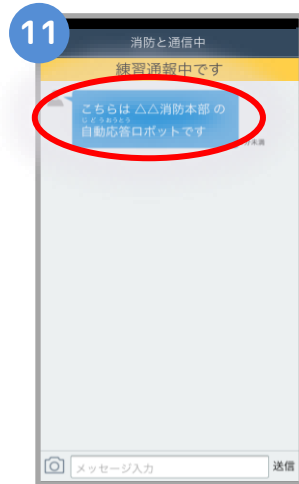 11
消防と通信中
練習通報中です
こちらは △△消防本部 の
じどうおうとう
自動応答ロボットです
メッセージ入力
送信